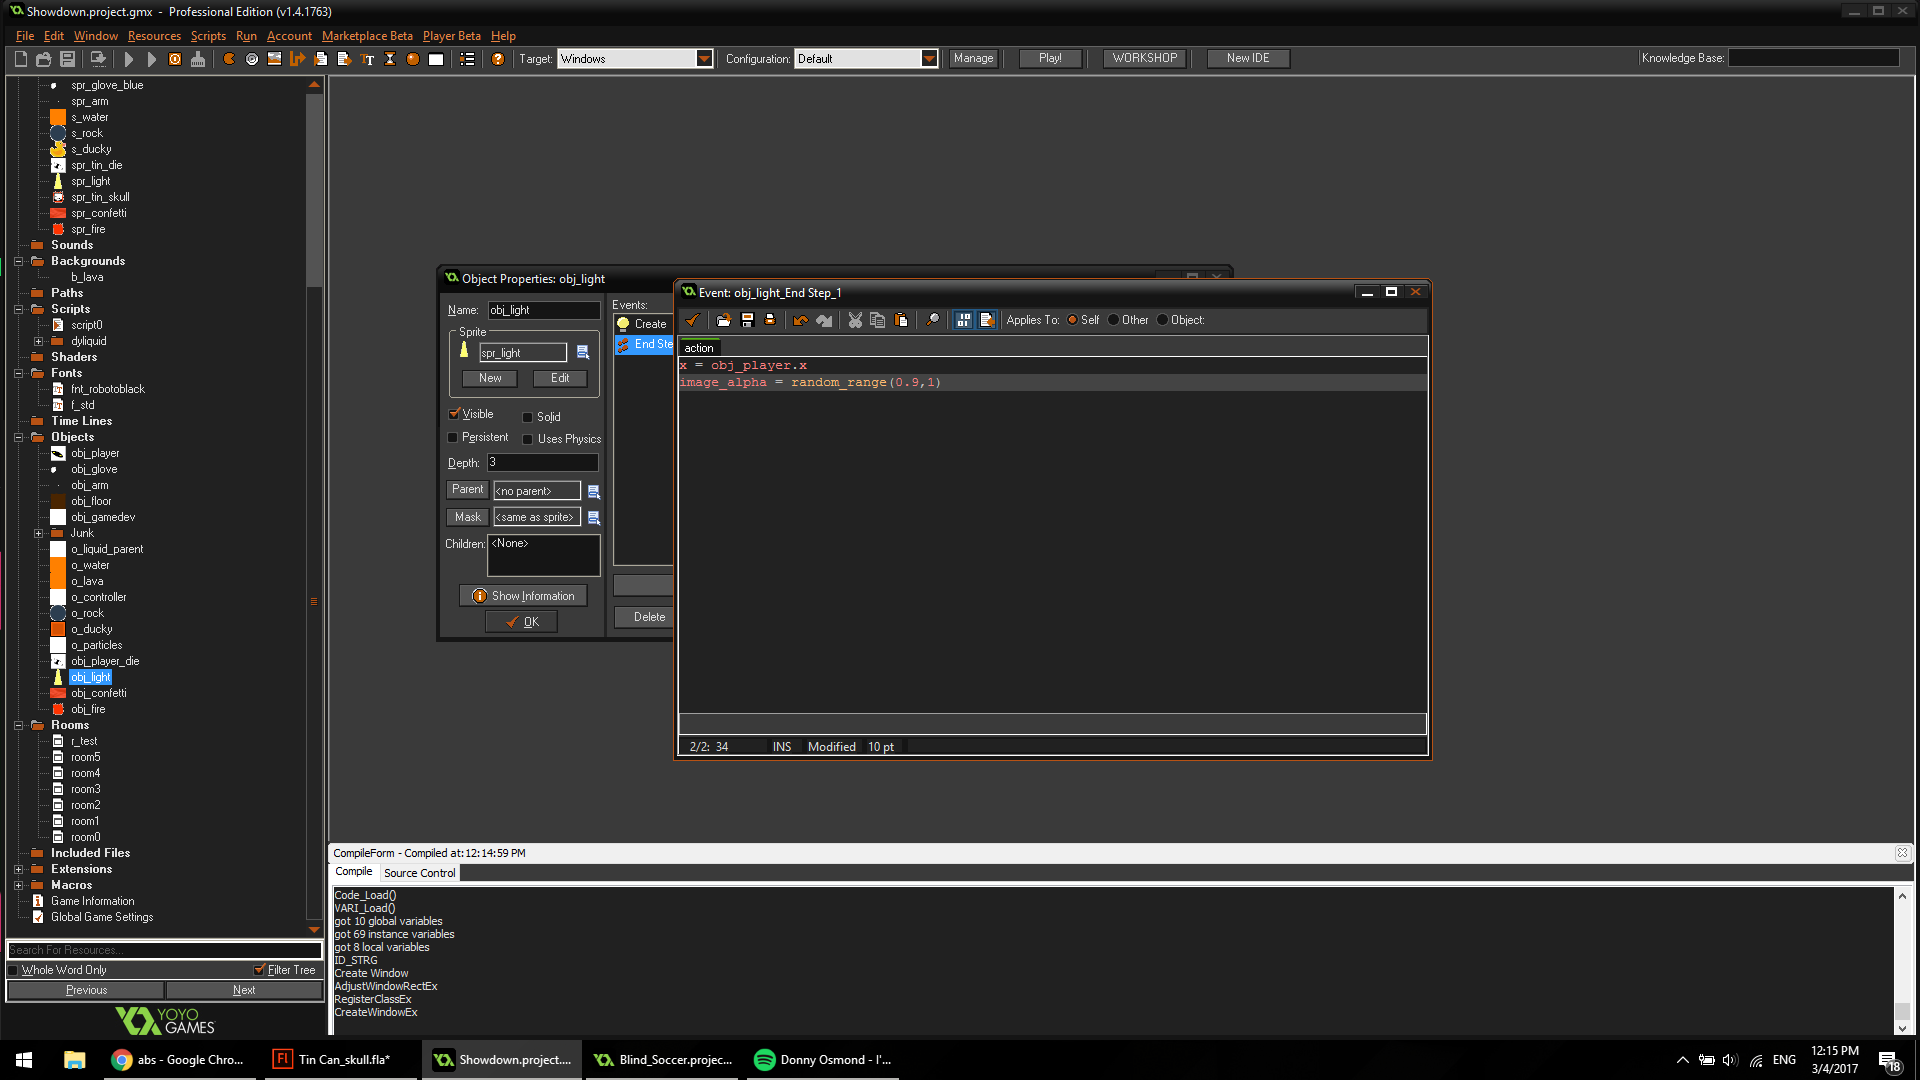 Showdown.project.gmx - Professional Edition (v1.4.1763)
File Edit Window Resources Scripts Run Account Marketplace Beta Player Beta Help
Target: Windows Configuration: Default Manage Play! WORKSHOP New IDE Knowledge Base:
spr_glove_blue
spr_arm
s_water
s_rock
s_ducky
spr_tin_die
spr_light
spr_tin_skull
spr_confetti
spr_fire
Sounds
Backgrounds
b_lava
Paths
Scripts
script0
dyliquid
Shaders
Fonts
fnt_robotoblack
f_std
Time Lines
Objects
obj_player
obj_glove
obj_arm
obj_floor
obj_gamedev
Junk
o_liquid_parent
o_water
o_lava
o_controller
o_rock
o_ducky
o_particles
obj_player_die
obj_light
obj_confetti
obj_fire
Rooms
r_test
room5
room4
room3
room2
room1
room0
Included Files
Extensions
Macros
Game Information
Global Game Settings
Search For Resources...
Whole Word Only Filter Tree
Previous Next
YOYO
GAMES
Object Properties: obj_light
Name: obj_light
Sprite
spr_light
New Edit
Visible Solid
Persistent Uses Physics
Depth: 3
Parent <no parent>
Mask <same as sprite>
Children: <None>
Show Information
OK
Events:
Create
End Ste
Delete
Event: obj_light_End Step_1
Applies To: Self Other Object:
action
x = obj_player.x
image_alpha = random_range(0.9,1)
2/2: 34 INS Modified 10 pt
CompileForm - Compiled at:12:14:59 PM
Compile Source Control
Code_Load()
VARI_Load()
got 10 global variables
got 69 instance variables
got 8 local variables
ID_STRG
Create Window
AdjustWindowRectEx
RegisterClassEx
CreateWindowEx
abs - Google Chro... Tin Can_skull.fla* Showdown.project.... Blind_Soccer.projec... Donny Osmond - I'... ENG
12:15 PM
3/4/2017
18